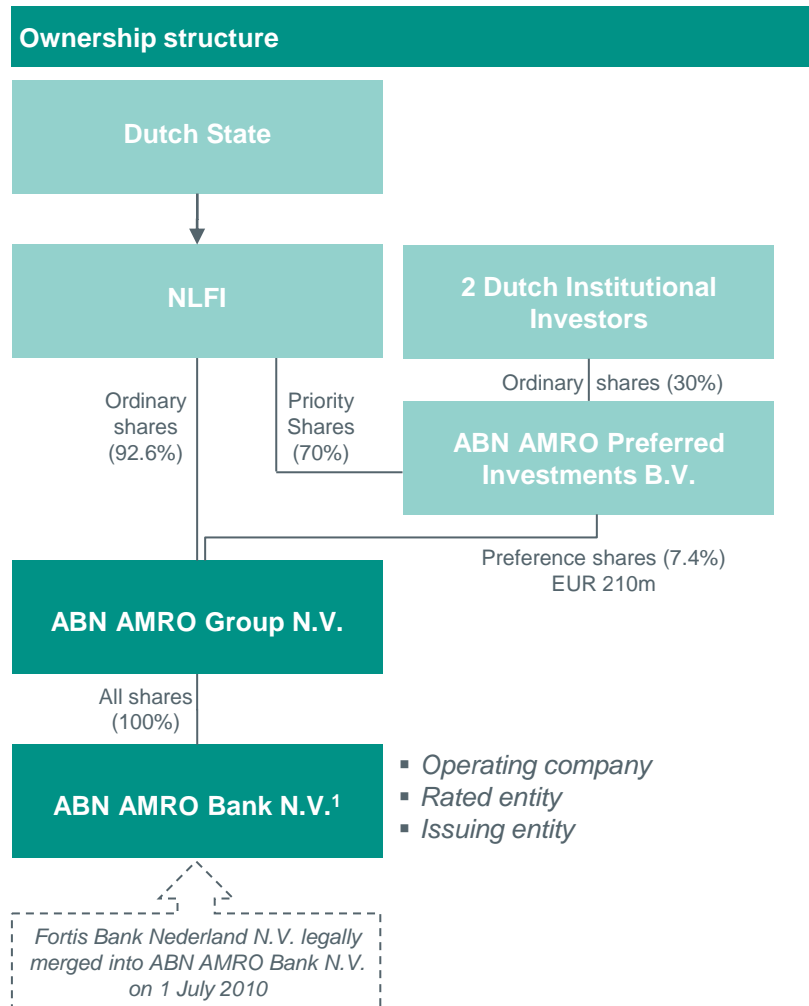 Ownership structure
Dutch State
NLFI
2 Dutch Institutional
Investors
Ordinary
shares
(92.6%)
Priority
Shares
(70%)
Ordinary shares (30%)
ABN AMRO Preferred
Investments B.V.
Preference shares (7.4%)
EUR 210m
ABN AMRO Group N.V.
All shares
(100%)
ABN AMRO Bank N.V.¹
▪ Operating company
▪ Rated entity
▪ Issuing entity
Fortis Bank Nederland N.V. legally
merged into ABN AMRO Bank N.V.
on 1 July 2010